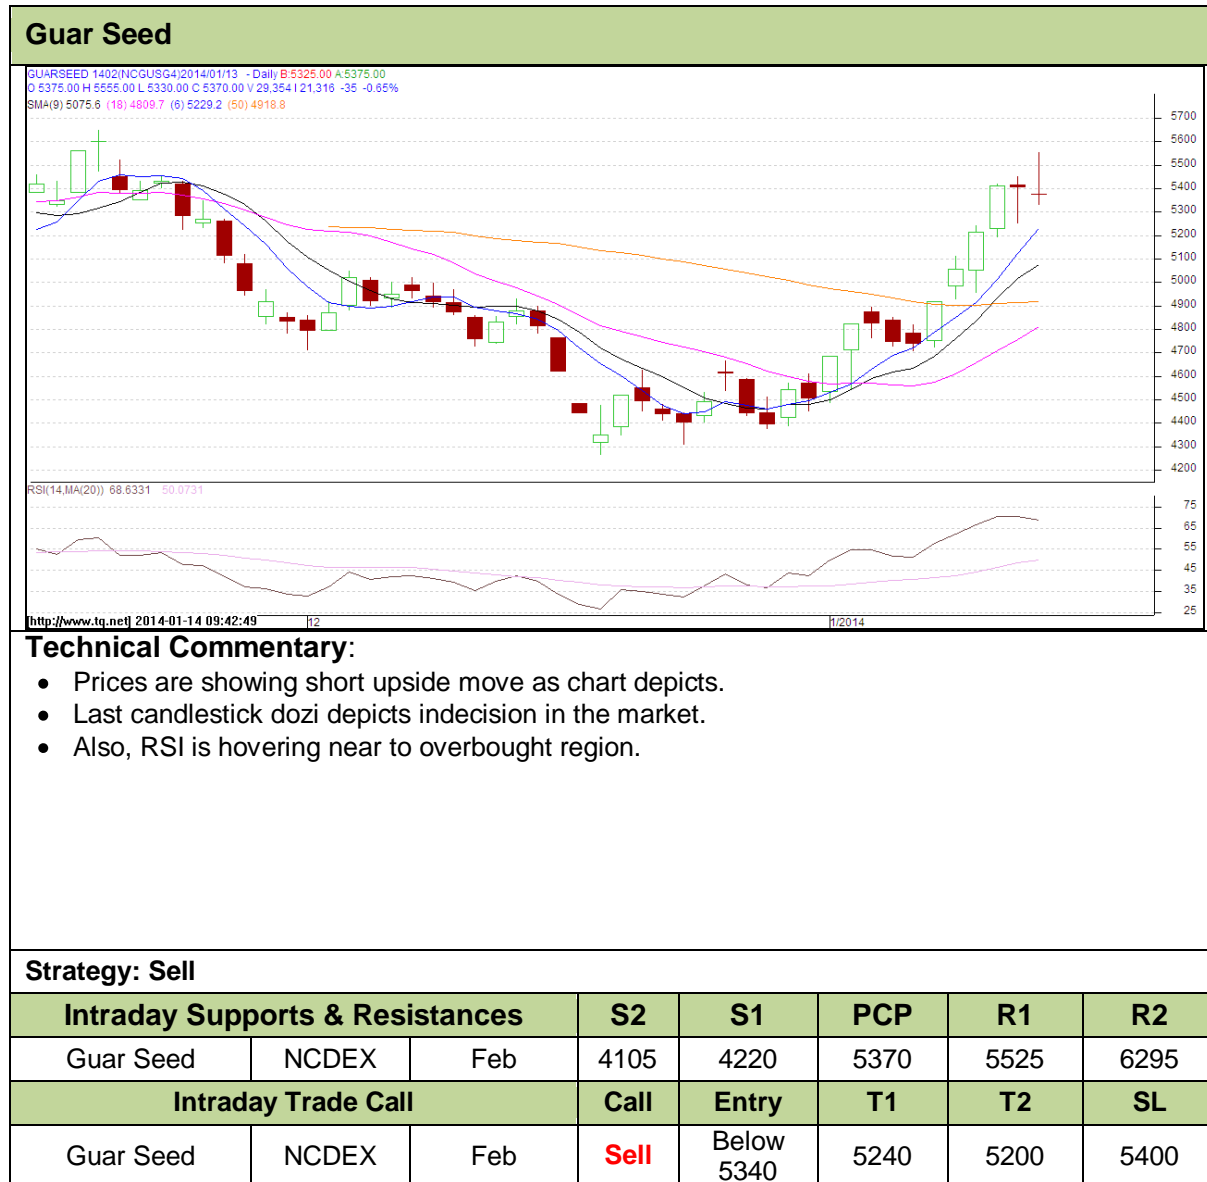 Guar Seed
GUARSEED 1402(NCGUSG4)2014/01/13 - Daily B:5325.00 A:5375.00
O 5375.00 H 5555.00 L 5330.00 C 5370.00 V 29,354 I 21,316 -35 -0.65%
SMA(9) 5075.6 (18) 4809.7 (6) 5229.2 (50) 4918.8
5700
5600
5500
5400
5300
5200
5100
5000
4900
4800
4700
4600
4500
4400
4300
4200
RSI(14,MA(20)) 68.6331 50.0731
75
65
55
45
35
25
[http://www.tq.net] 2014-01-14 09:42:49 12 1/2014
Technical Commentary:
• Prices are showing short upside move as chart depicts.
• Last candlestick dozi depicts indecision in the market.
• Also, RSI is hovering near to overbought region.
Strategy: Sell
Intraday Supports & Resistances S2 S1 PCP R1 R2
Guar Seed NCDEX Feb 4105 4220 5370 5525 6295
Intraday Trade Call Call Entry T1 T2 SL
Guar Seed NCDEX Feb Sell Below 5340 5240 5200 5400